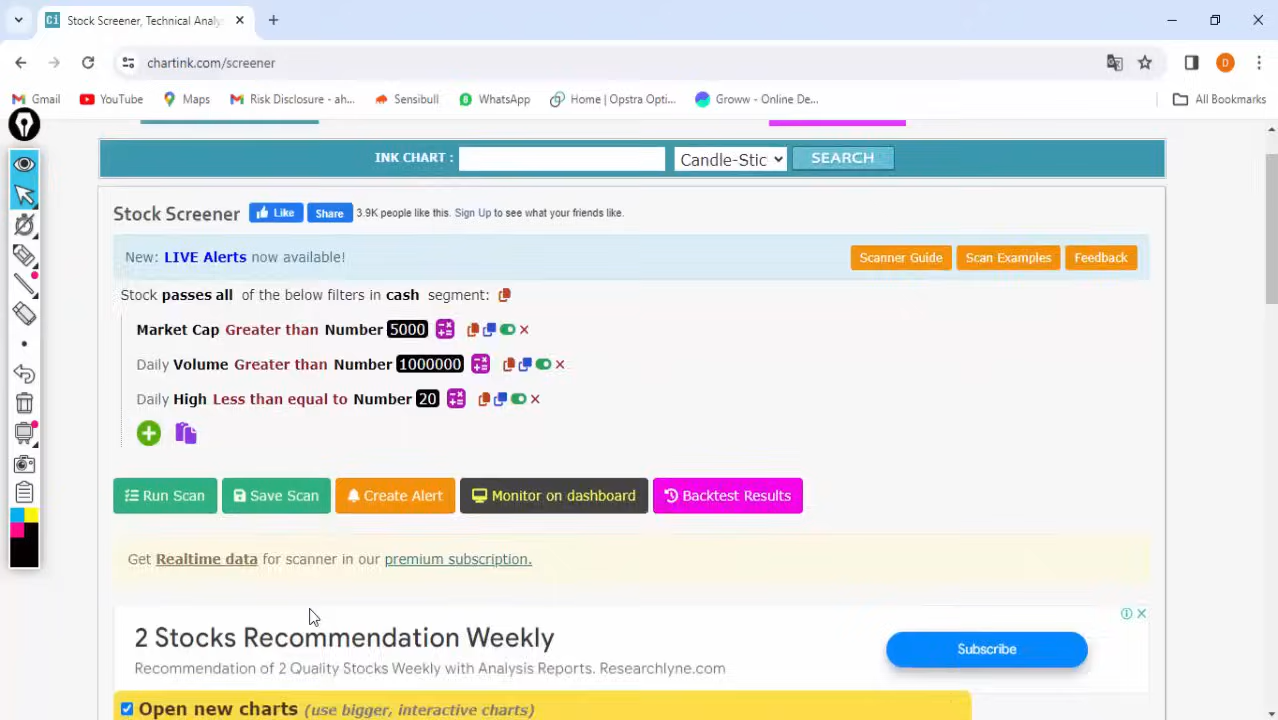 Ci Stock Screener, Technical Analy
chartink.com/screener
D
Gmail YouTube Maps Risk Disclosure - ah... Sensibull WhatsApp Home | Opstra Opti... Groww - Online De... All Bookmarks
INK CHART : Candle-Stic SEARCH
Stock Screener Like Share 3.9K people like this. Sign Up to see what your friends like.
New: LIVE Alerts now available! Scanner Guide Scan Examples Feedback
Stock passes all of the below filters in cash segment:
Market Cap Greater than Number 5000
Daily Volume Greater than Number 1000000
Daily High Less than equal to Number 20
Run Scan Save Scan Create Alert Monitor on dashboard Backtest Results
Get Realtime data for scanner in our premium subscription.
2 Stocks Recommendation Weekly
Recommendation of 2 Quality Stocks Weekly with Analysis Reports. Researchlyne.com
Subscribe
Open new charts (use bigger, interactive charts)